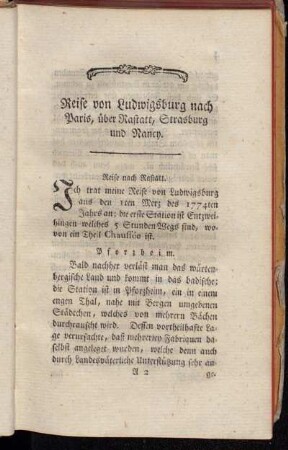 Reise von Ludwigsburg nach
Paris, über Rastatt, Strasburg
und Nancy.
Reise nach Rastatt.
Ich trat meine Reise von Ludwigsburg
aus den 1ten Merz des 1774ten
Jahrs an; die erste Station ist Entzwei-
hingen welches 5 Stunden Wegs sind, wo-
von ein Theil Chaussüs ist.
Pforzheim.
Bald nachher verläst man das würten-
bergische Land und kommt in das badische:
die Station ist in Pforzheim, ein in einem
engen Thal, nahe mit Bergen umgebenen
Städtchen, welches von mehrern Bächen
durchrauscht wird. Dessen vortheilhafte La-
ge verursachte, daß mehrere Fabriquen da-
selbst angeleget wurden, welche denn auch
durch Landesväterliche Unterstützung sehr an-
A 2
ge-